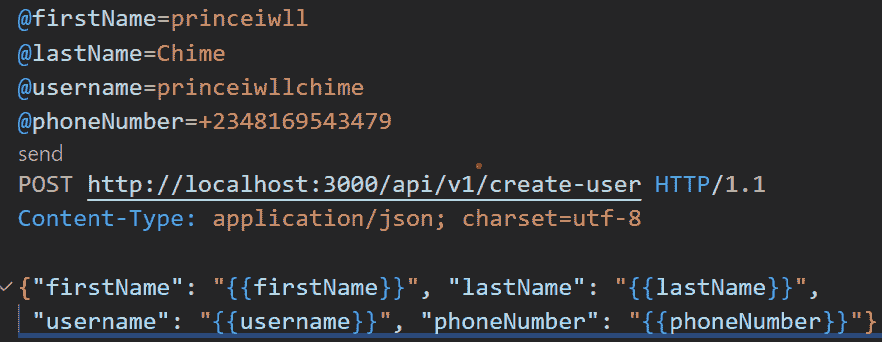 @firstName=princeiwll
@lastName=Chime
@username=princeiwllchime
@phoneNumber=+2348169543479
send
POST http://localhost:3000/api/v1/create-user HTTP/1.1
Content-Type: application/json; charset=utf-8
{"firstName": "{{firstName}}", "lastName": "{{lastName}}",
"username": "{{username}}", "phoneNumber": "{{phoneNumber}}"}